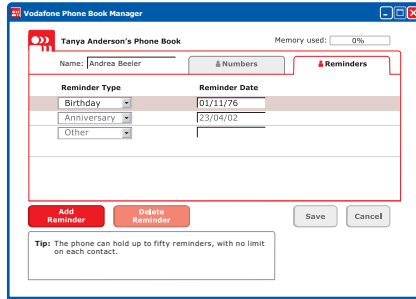 Vodafone Phone Book Manager
Tanya Anderson's Phone Book
Memory used: 0%
Name: Andrea Beeler
Numbers
Reminders
Reminder Type Reminder Date
Birthday 01/11/76
Anniversary 23/04/02
Other
Add Reminder
Delete Reminder
Save
Cancel
Tip: The phone can hold up to fifty reminders, with no limit
on each contact.